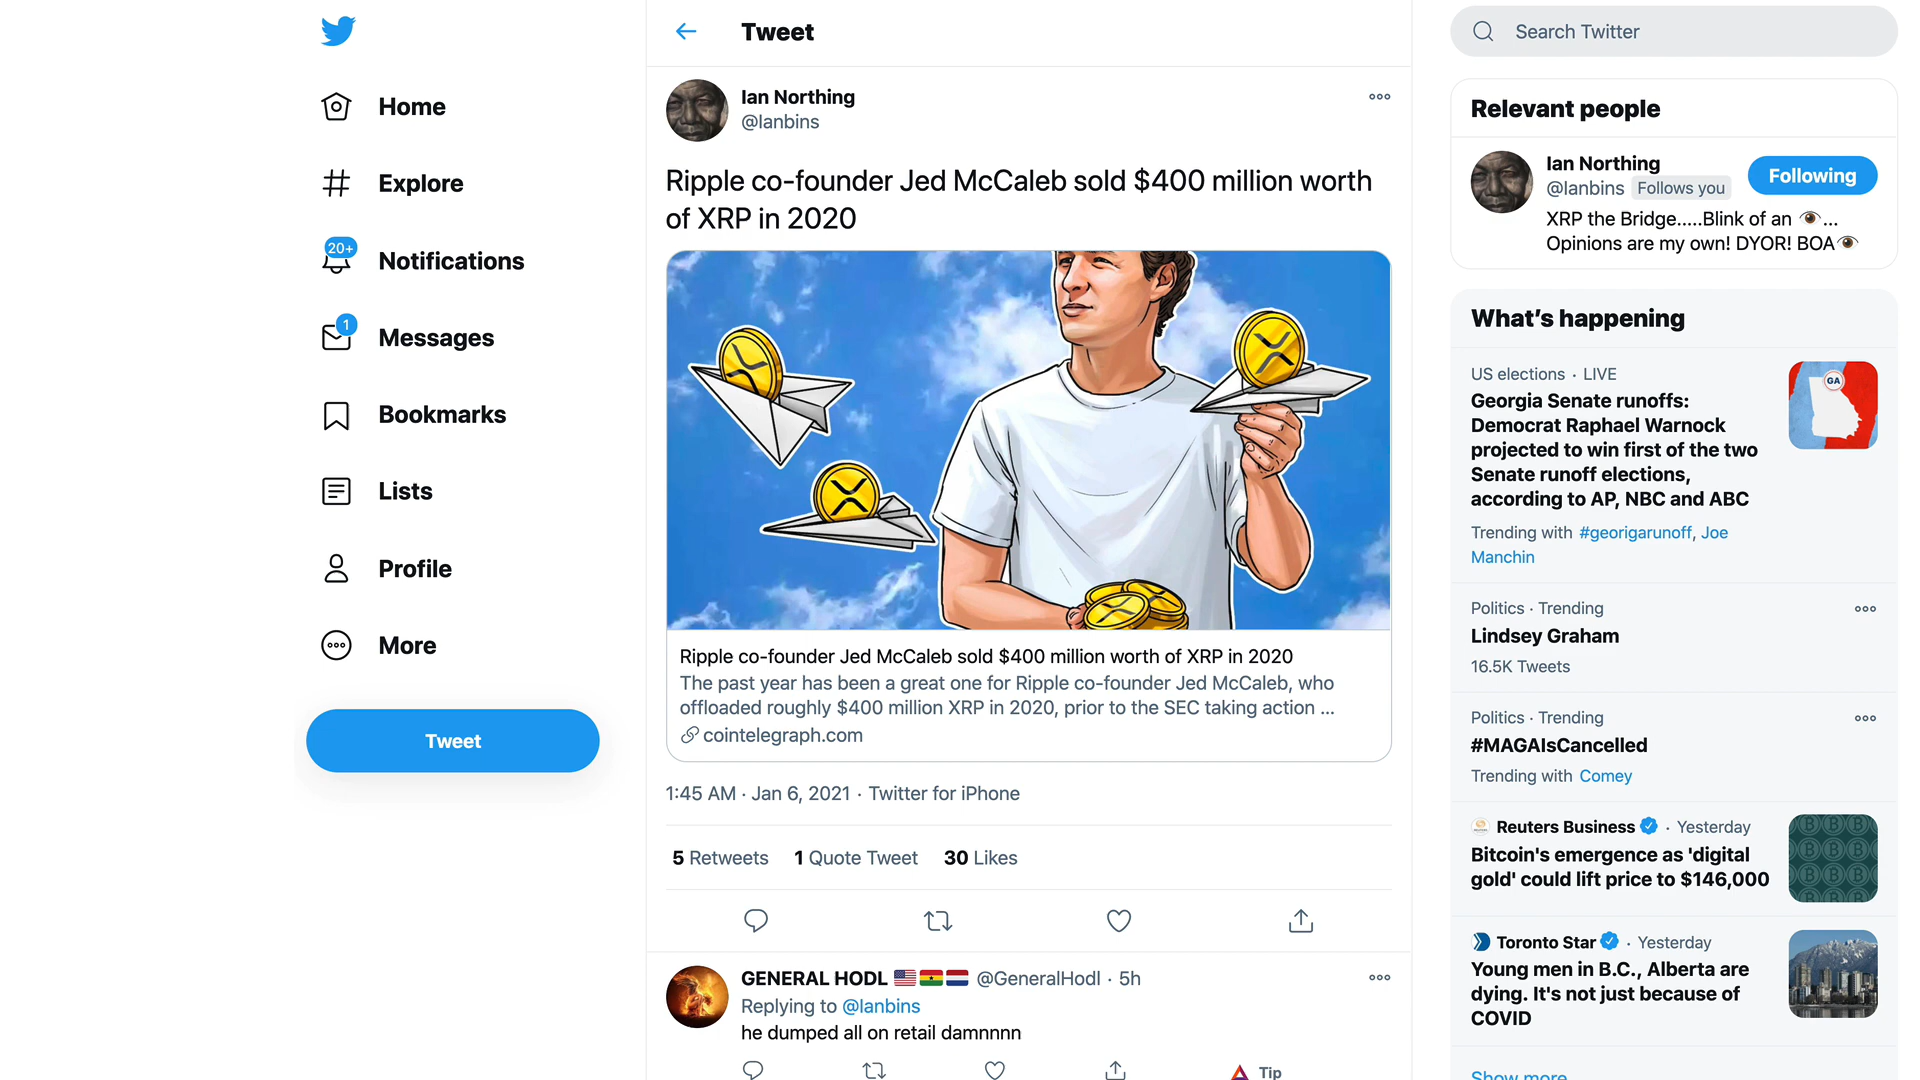 Home
Explore
20+
Notifications
1
Messages
Bookmarks
Lists
Profile
More
Tweet
Tweet
Ian Northing
@Ianbins
Ripple co-founder Jed McCaleb sold $400 million worth
of XRP in 2020
Ripple co-founder Jed McCaleb sold $400 million worth of XRP in 2020
The past year has been a great one for Ripple co-founder Jed McCaleb, who
offloaded roughly $400 million XRP in 2020, prior to the SEC taking action ...
cointelegraph.com
1:45 AM · Jan 6, 2021 · Twitter for iPhone
5 Retweets 1 Quote Tweet 30 Likes
GENERAL HODL 🇺🇸🇬🇭🇳🇱 @GeneralHodl · 5h
Replying to @Ianbins
he dumped all on retail damnnnn
Tip
Search Twitter
Relevant people
Ian Northing
@Ianbins Follows you
Following
XRP the Bridge.....Blink of an 👁...
Opinions are my own! DYOR! BOA👁
What's happening
US elections · LIVE
Georgia Senate runoffs:
Democrat Raphael Warnock
projected to win first of the two
Senate runoff elections,
according to AP, NBC and ABC
GA
Trending with #georigarunoff, Joe
Manchin
Politics · Trending
Lindsey Graham
16.5K Tweets
Politics · Trending
#MAGAIsCancelled
Trending with Comey
Reuters Business · Yesterday
Bitcoin's emergence as 'digital
gold' could lift price to $146,000
Toronto Star · Yesterday
Young men in B.C., Alberta are
dying. It's not just because of
COVID
Show more